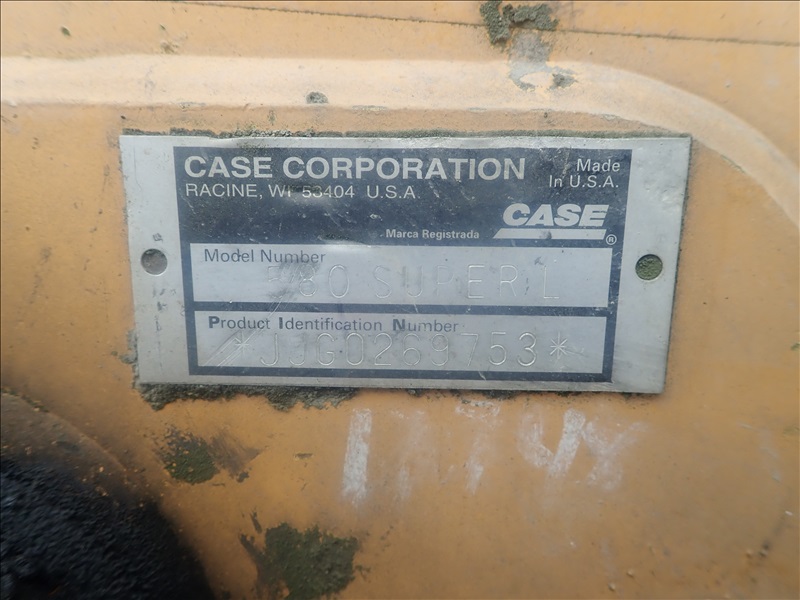 CASE CORPORATION
Made
In U.S.A.
RACINE, WI 53404 U.S.A.
CASE
Marca Registrada
®
Model Number
580 SUPER L
Product Identification Number
*JJG0269753*